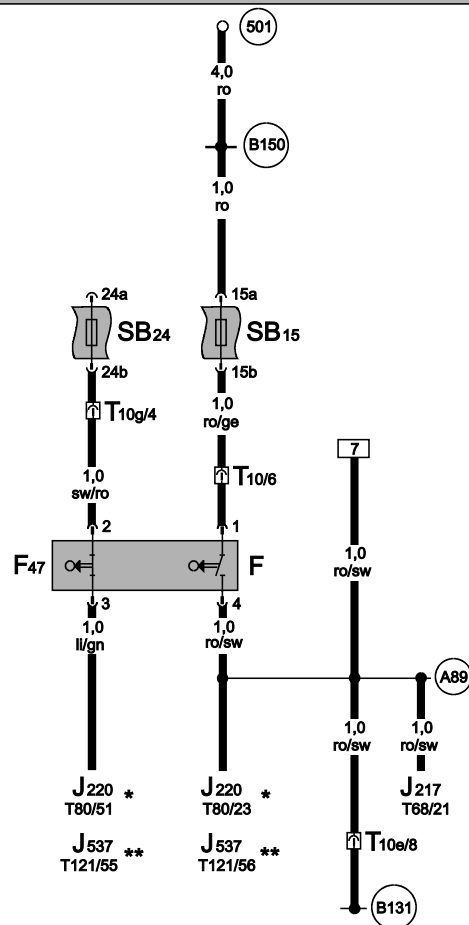 501
4,0
ro
B150
1,0
ro
24a
15a
SB24
SB15
24b
15b
T10g/4
1,0
ro/ge
7
1,0
sw/ro
T10/6
2
1
1,0
ro/sw
F47
F
3
4
1,0
li/gn
1,0
ro/sw
A89
1,0
ro/sw
1,0
ro/sw
J220 *
T80/51
J220 *
T80/23
J217
T68/21
J537 **
T121/55
J537 **
T121/56
T10e/8
B131